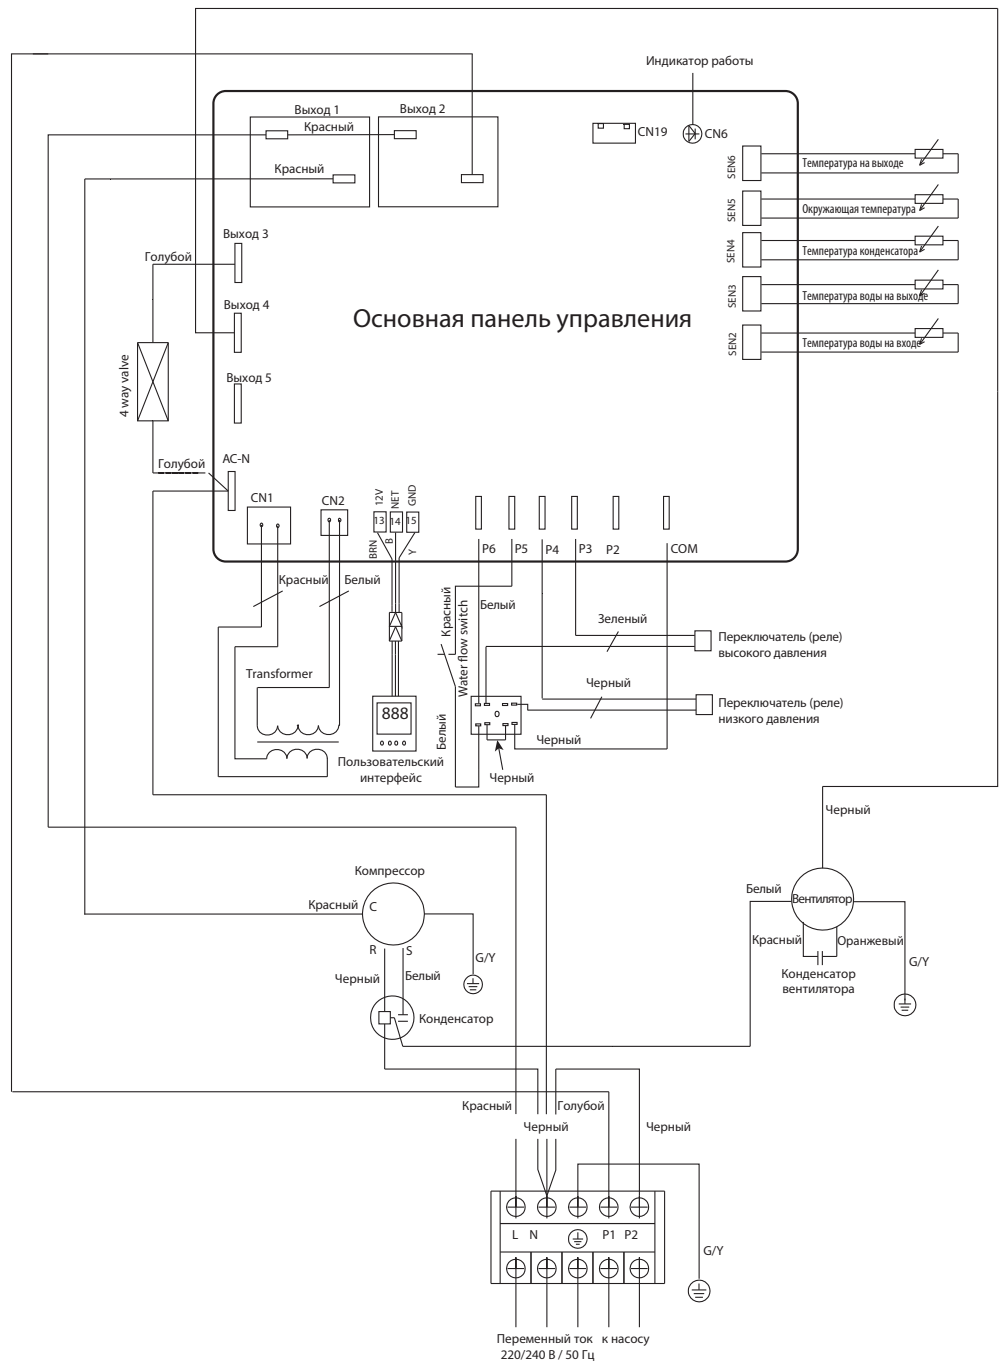 Индикатор работы
Выход 1
Выход 2
Красный
CN19
CN6
Красный
SEN6
Температура на выходе
SEN5
Окружающая температура
Выход 3
SEN4
Температура конденсатора
Голубой
SEN3
Температура воды на выходе
Выход 4
Основная панель управления
SEN2
Температура воды на входе
4 way valve
Выход 5
Голубой
AC-N
CN1
CN2
12V
NET
GND
13
14
15
BRN
B
Y
P6
P5
P4
P3
P2
COM
Красный
Белый
Красный
Water flow switch
Белый
Зеленый
Переключатель (реле)
высокого давления
Transformer
Черный
Переключатель (реле)
низкого давления
888
Белый
Черный
Пользовательский
интерфейс
Черный
Черный
Компрессор
Красный
C
R
S
G/Y
Черный
Белый
Конденсатор
Белый
Вентилятор
Красный
Оранжевый
G/Y
Конденсатор
вентилятора
Красный
Голубой
Черный
Черный
L
N
P1
P2
G/Y
Переменный ток
к насосу
220/240 В / 50 Гц